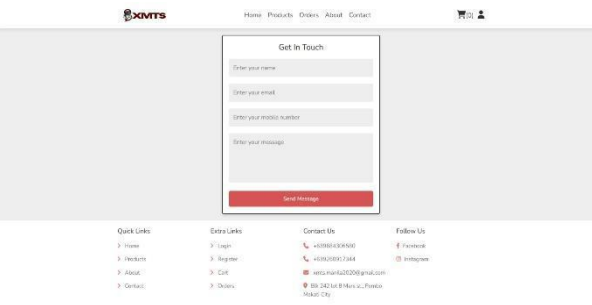 XMTS
Home Products Orders About Contact
(0)
Get In Touch
Enter your name
Enter your email
Enter your mobile number
Enter your message
Send Message
Quick Links
Extra Links
Contact Us
Follow Us
Home
Login
Facebook
Products
Register
Instagram
About
Cart
Contact
Orders
Makati City